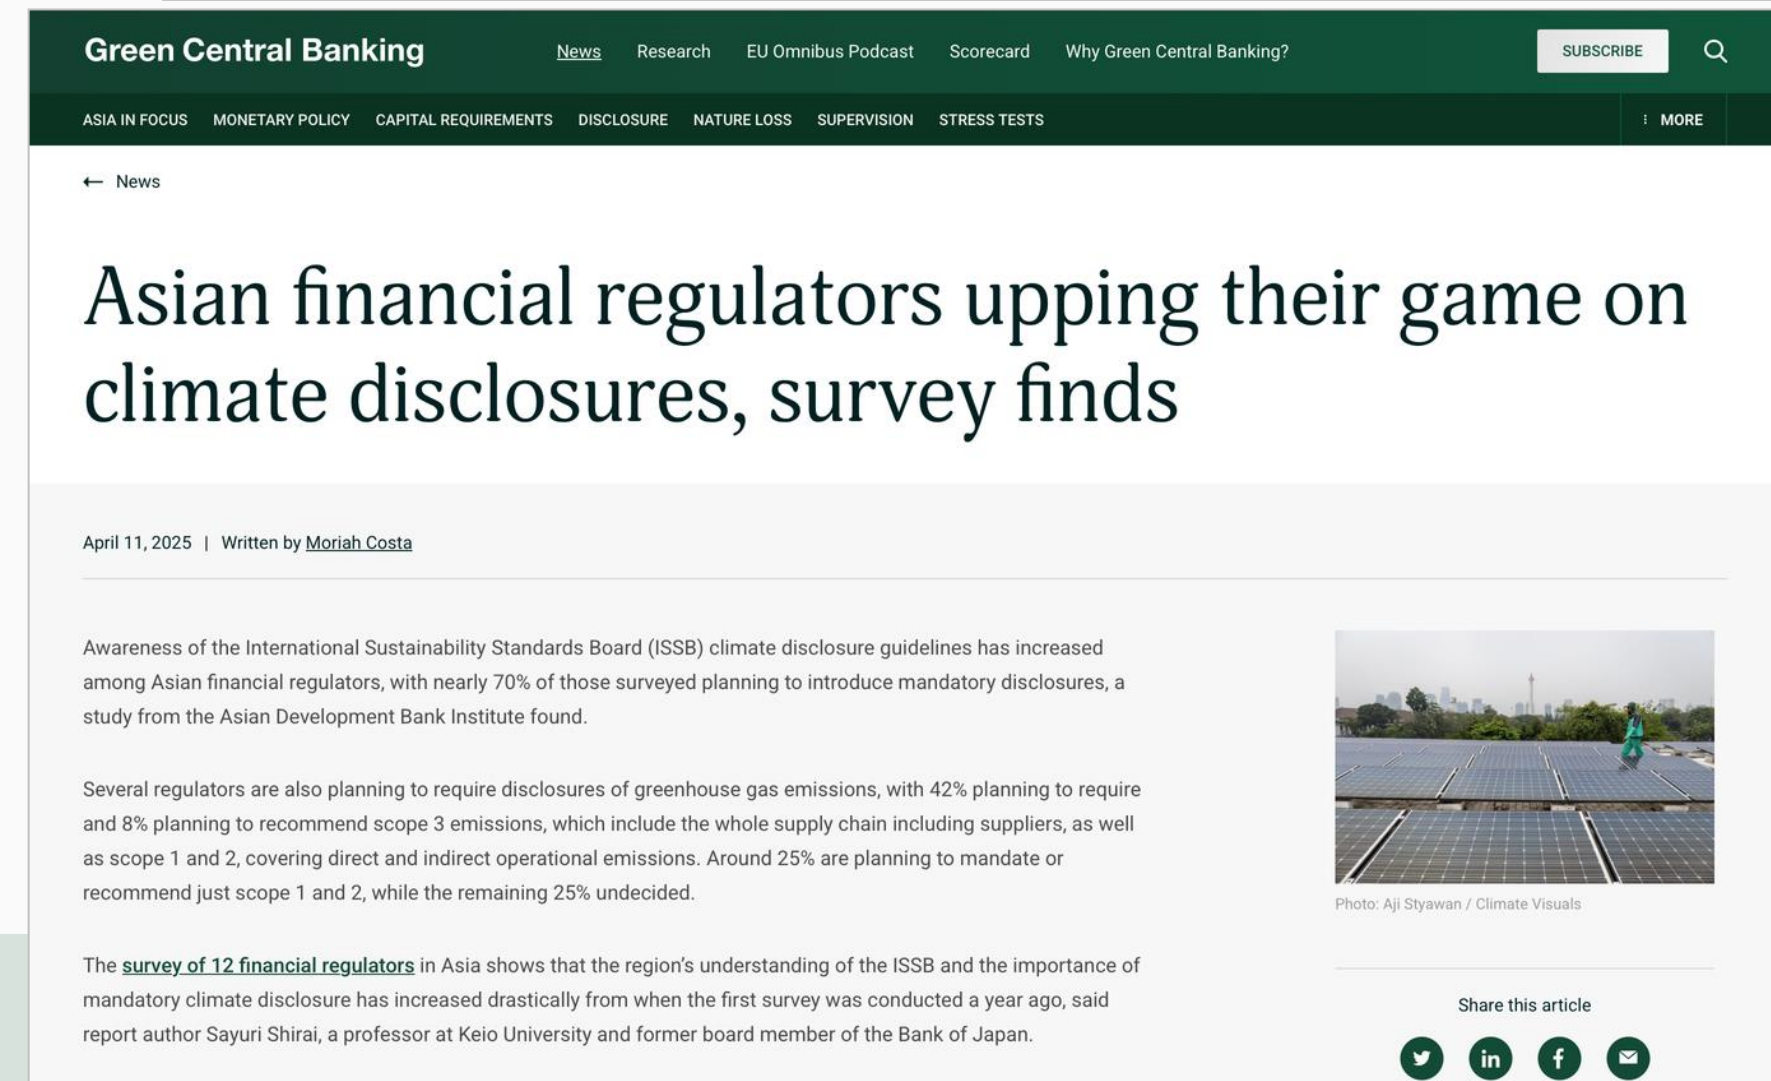 Green Central Banking
News
Research
EU Omnibus Podcast
Scorecard
Why Green Central Banking?
SUBSCRIBE
ASIA IN FOCUS
MONETARY POLICY
CAPITAL REQUIREMENTS
DISCLOSURE
NATURE LOSS
SUPERVISION
STRESS TESTS
MORE
← News
Asian financial regulators upping their game on
climate disclosures, survey finds
April 11, 2025 | Written by Moriah Costa
Awareness of the International Sustainability Standards Board (ISSB) climate disclosure guidelines has increased
among Asian financial regulators, with nearly 70% of those surveyed planning to introduce mandatory disclosures, a
study from the Asian Development Bank Institute found.
Several regulators are also planning to require disclosures of greenhouse gas emissions, with 42% planning to require
and 8% planning to recommend scope 3 emissions, which include the whole supply chain including suppliers, as well
as scope 1 and 2, covering direct and indirect operational emissions. Around 25% are planning to mandate or
recommend just scope 1 and 2, while the remaining 25% undecided.
The survey of 12 financial regulators in Asia shows that the region's understanding of the ISSB and the importance of
mandatory climate disclosure has increased drastically from when the first survey was conducted a year ago, said
report author Sayuri Shirai, a professor at Keio University and former board member of the Bank of Japan.
Photo: Aji Styawan / Climate Visuals
Share this article